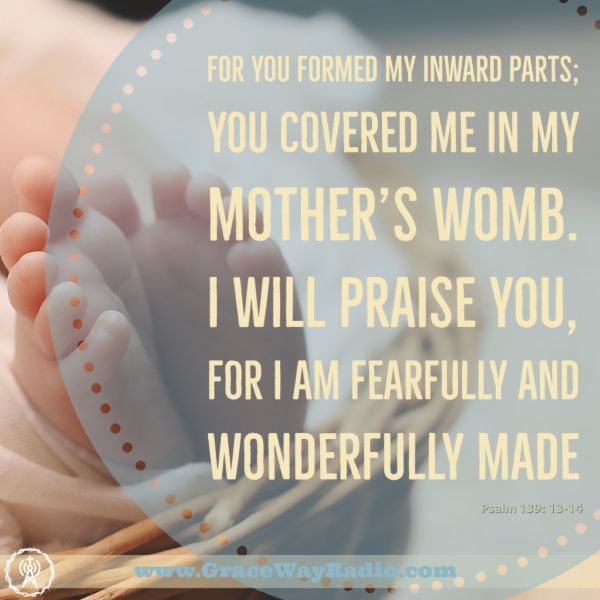 FOR YOU FORMED MY INWARD PARTS;
YOU COVERED ME IN MY
MOTHER'S WOMB.
I WILL PRAISE YOU,
FOR I AM FEARFULLY AND
WONDERFULLY MADE
Psalm 139: 13-14
www.GraceWayRadio.com